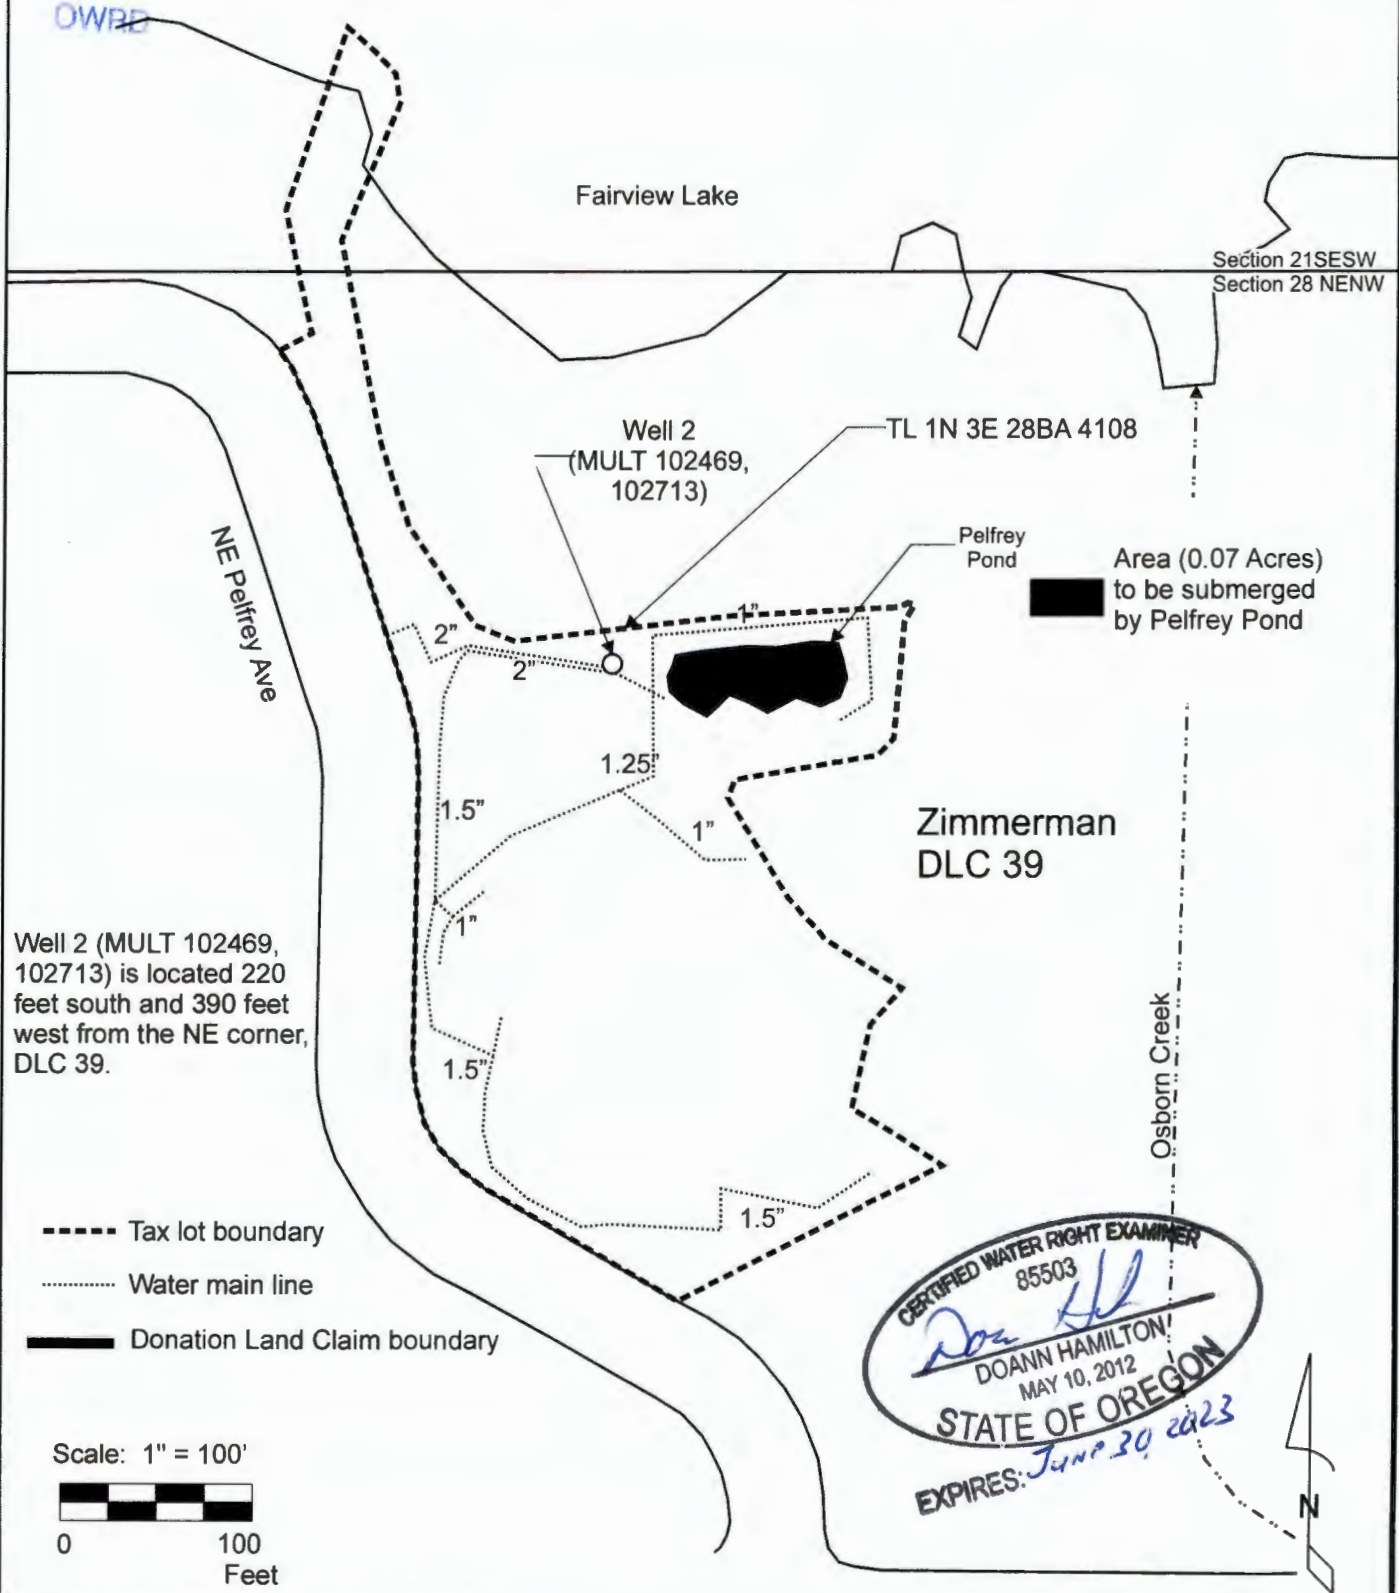 OWRD
Fairview Lake
Section 21SESW
Section 28 NENW
Well 2
(MULT 102469,
102713)
TL 1N 3E 28BA 4108
Pelfrey
Pond
Area (0.07 Acres)
to be submerged
by Pelfrey Pond
NE Pelfrey Ave
1"
2"
2"
1.25"
1.5"
1"
Zimmerman
DLC 39
1"
Well 2 (MULT 102469,
102713) is located 220
feet south and 390 feet
west from the NE corner,
DLC 39.
1.5"
Osborn Creek
1.5"
Tax lot boundary
Water main line
Donation Land Claim boundary
CERTIFIED WATER RIGHT EXAMINER
85503
DOANN HAMILTON
MAY 10, 2012
STATE OF OREGON
EXPIRES: June 30, 2023
Scale: 1" = 100'
0 100
Feet
N